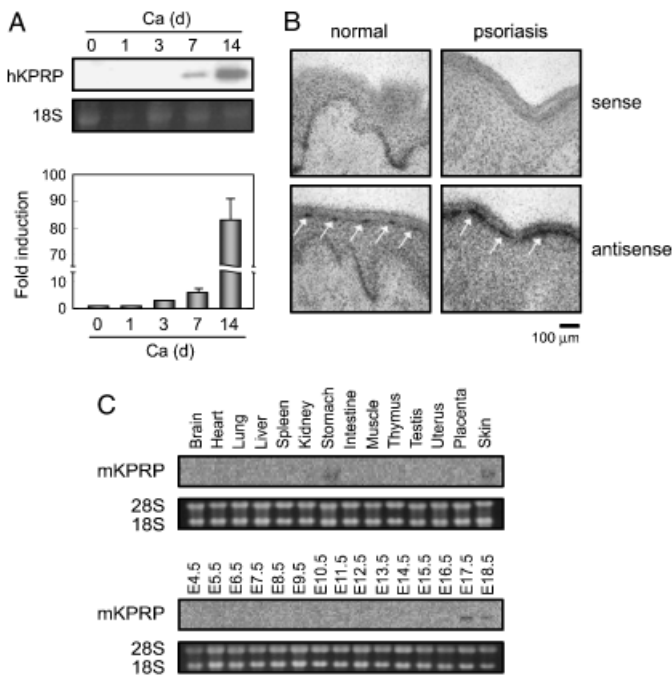 A
Ca (d)
0 1 3 7 14
hKPRP
18S
Fold induction
100
80
60
10
0
0 1 3 7 14
Ca (d)
B
normal psoriasis
sense
antisense
100 μm
C
Brain Heart Lung Liver Spleen Kidney Stomach Intestine Muscle Thymus Testis Uterus Placenta Skin
mKPRP
28S
18S
E4.5 E5.5 E6.5 E7.5 E8.5 E9.5 E10.5 E11.5 E12.5 E13.5 E14.5 E15.5 E16.5 E17.5 E18.5
mKPRP
28S
18S